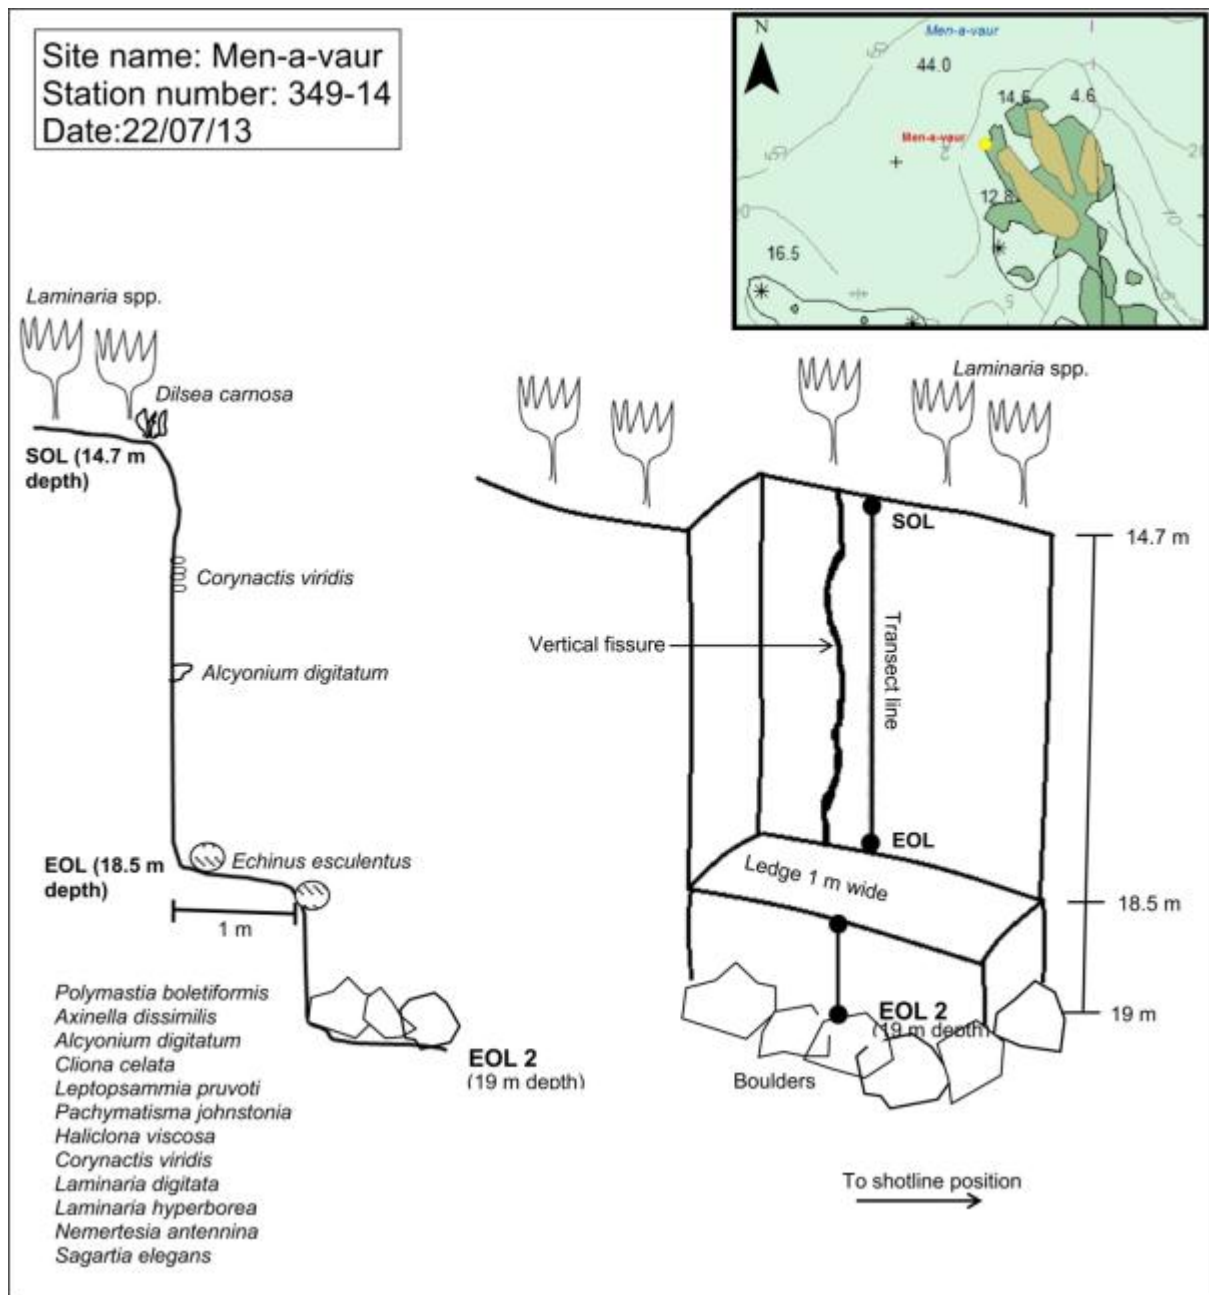 Site name: Men-a-vaur
Station number: 349-14
Date:22/07/13
N
Men-a-vaur
44.0
14.6
4.6
Men-a-vaur
12.8
16.5
5
Laminaria spp.
Dilsea carnosa
SOL (14.7 m
depth)
Corynactis viridis
Alcyonium digitatum
EOL (18.5 m
depth)
Echinus esculentus
1 m
EOL 2
(19 m depth)
Polymastia boletiformis
Axinella dissimilis
Alcyonium digitatum
Cliona celata
Leptopsammia pruvoti
Pachymatisma johnstonia
Haliclona viscosa
Corynactis viridis
Laminaria digitata
Laminaria hyperborea
Nemertesia antennina
Sagartia elegans
Laminaria spp.
SOL
14.7 m
Vertical fissure
Transect line
EOL
Ledge 1 m wide
18.5 m
EOL 2
(19 m depth)
19 m
Boulders
To shotline position